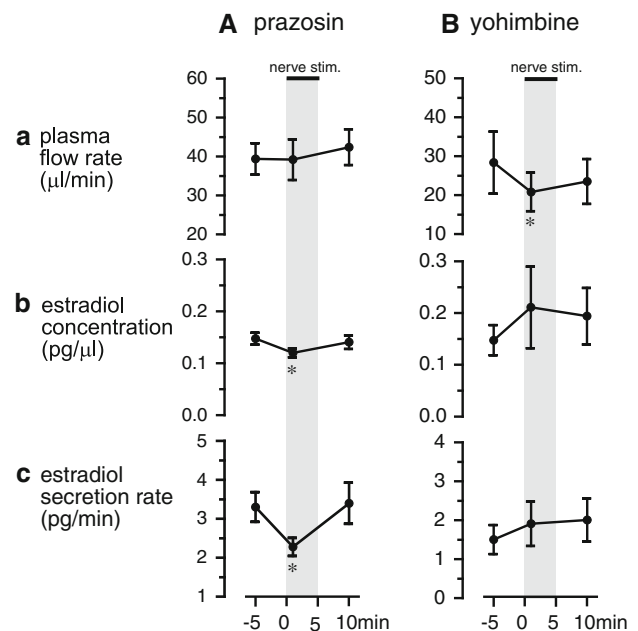 A prazosin
B yohimbine
nerve stim.
nerve stim.
a plasma
flow rate
(μl/min)
60
50
40
30
20
50
40
30
20
10
*
b estradiol
concentration
(pg/μl)
0.3
0.2
0.1
0.0
*
0.3
0.2
0.1
0.0
c estradiol
secretion rate
(pg/min)
5
4
3
2
1
*
4
3
2
1
0
-5 0 5 10min
-5 0 5 10min